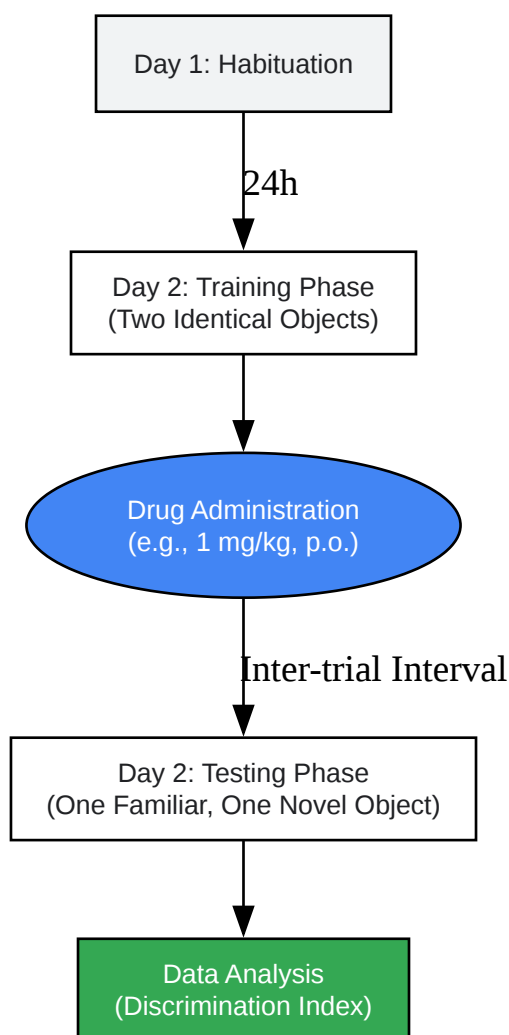 Day 1: Habituation
24h
Day 2: Training Phase
(Two Identical Objects)
Drug Administration
(e.g., 1 mg/kg, p.o.)
Inter-trial Interval
Day 2: Testing Phase
(One Familiar, One Novel Object)
Data Analysis
(Discrimination Index)